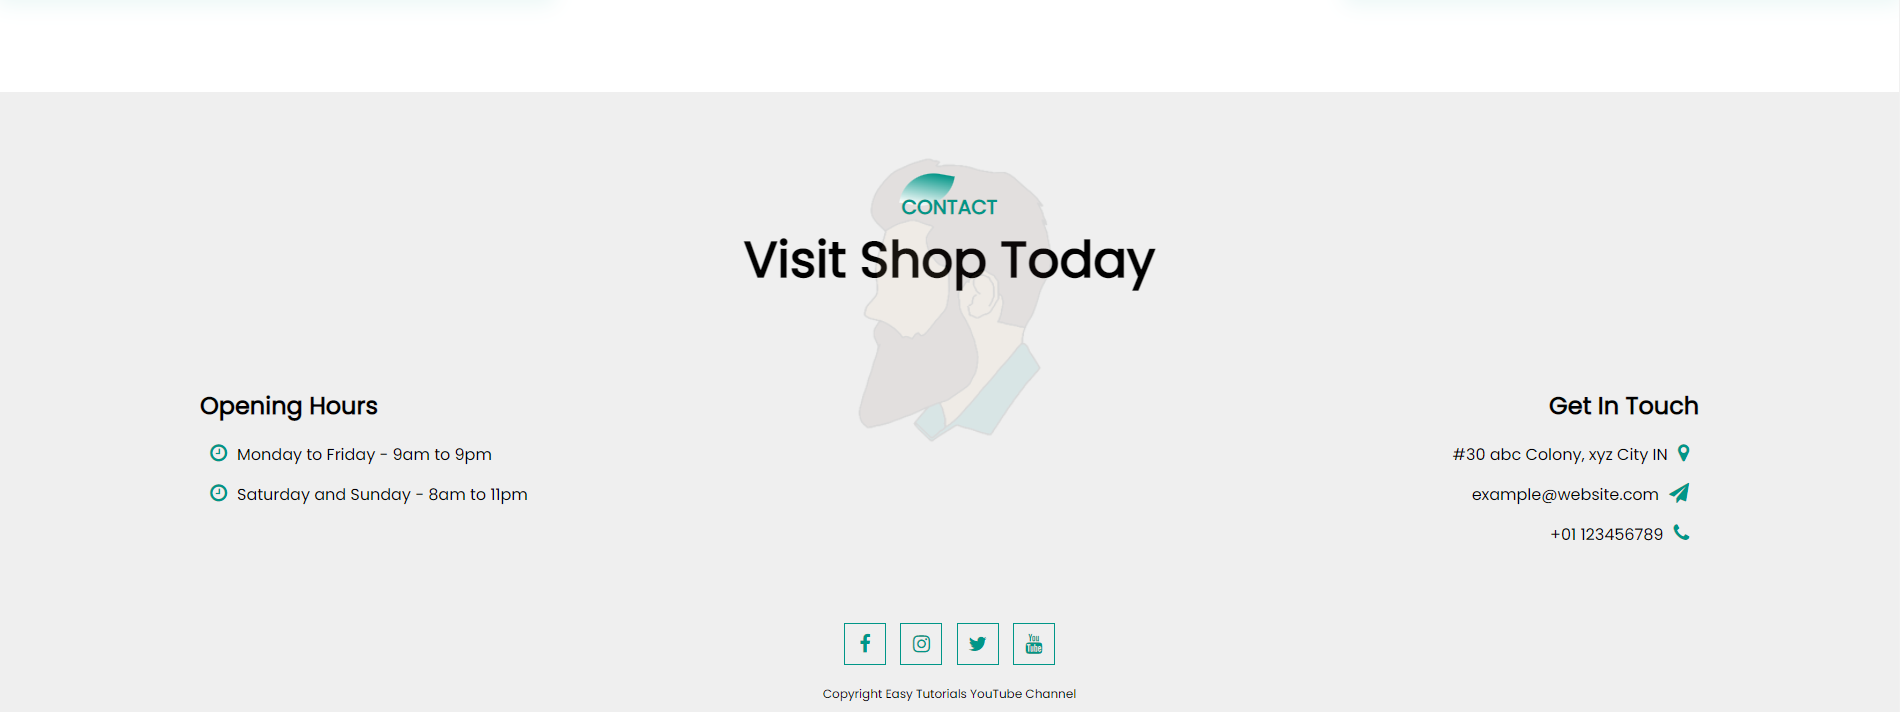 CONTACT
Visit Shop Today
Opening Hours
Monday to Friday - 9am to 9pm
Saturday and Sunday - 8am to 11pm
Get In Touch
#30 abc Colony, xyz City IN
example@website.com
+01 123456789
You
Tube
Copyright Easy Tutorials YouTube Channel